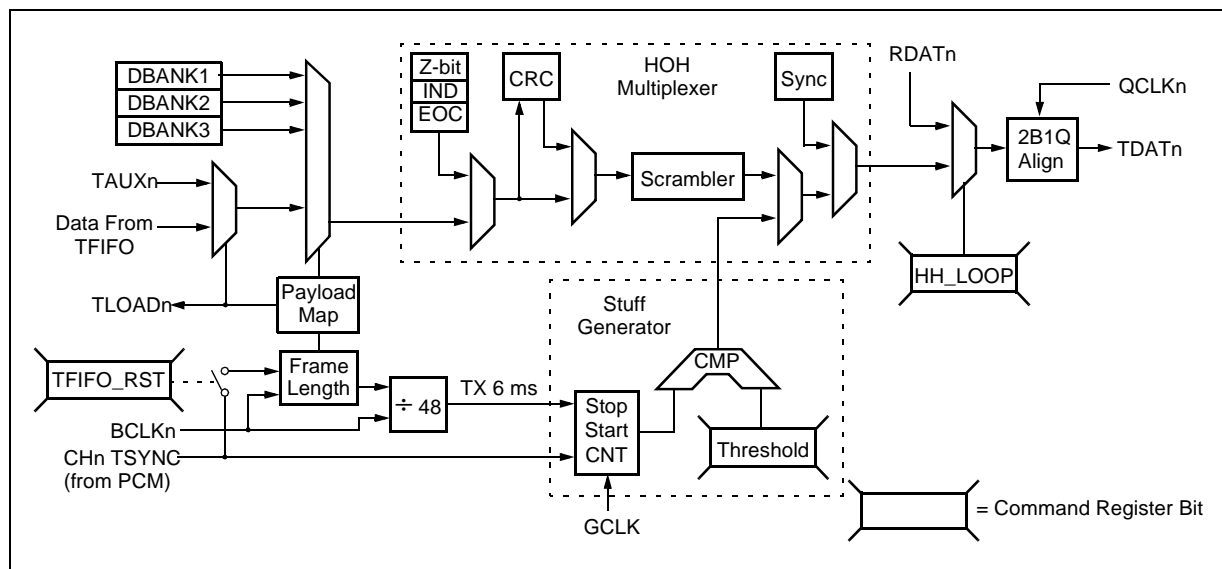 DBANK1
DBANK2
DBANK3
TAUXn
Data From
TFIFO
TLOADn
Payload
Map
TFIFO_RST
Frame
Length
BCLKn
CHn TSYNC
(from PCM)
÷ 48
TX 6 ms
Z-bit
IND
EOC
CRC
HOH
Multiplexer
Scrambler
Sync
Stuff
Generator
CMP
Stop
Start
CNT
Threshold
GCLK
RDATn
QCLKn
2B1Q
Align
TDATn
HH_LOOP
= Command Register Bit